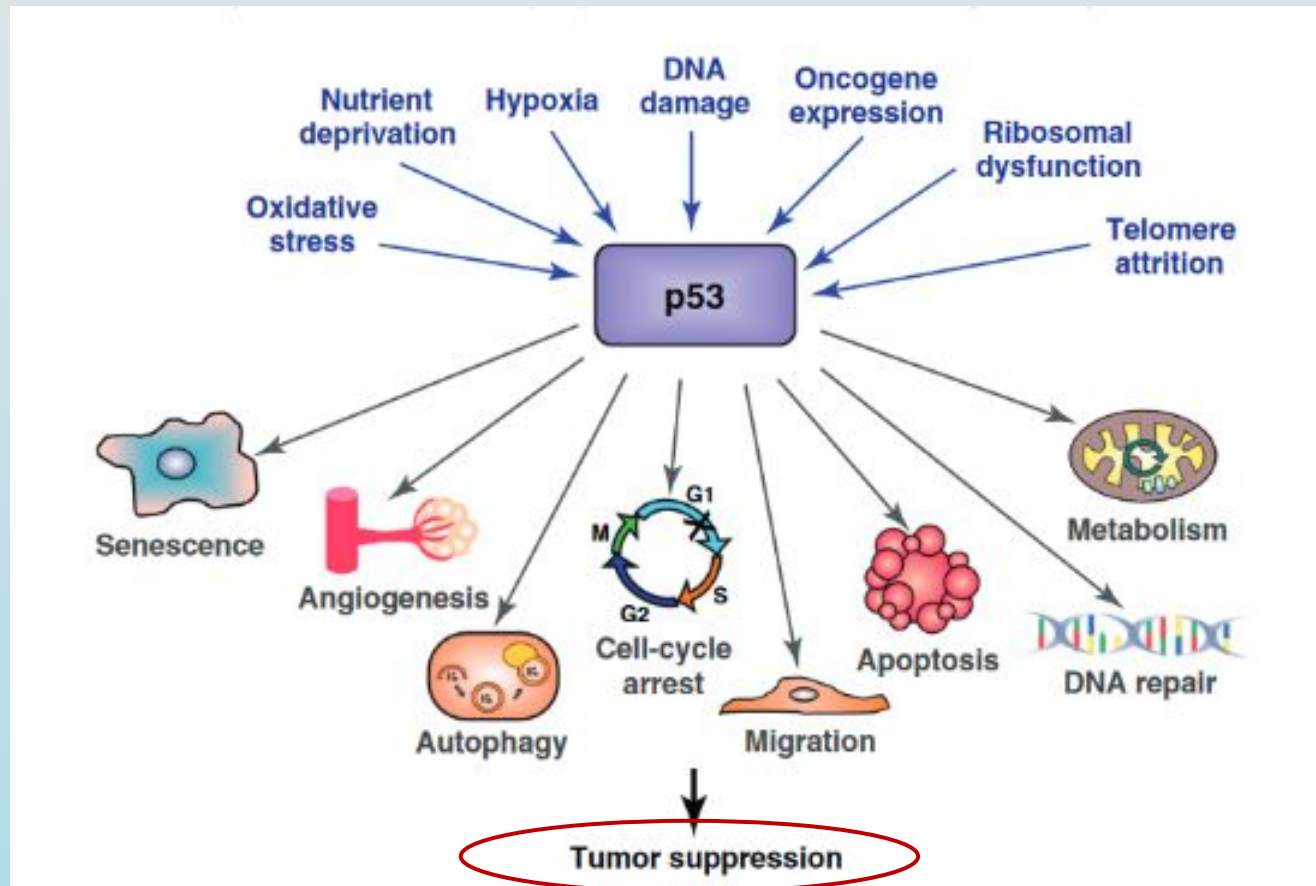 Nutrient
deprivation
Hypoxia
DNA
damage
Oncogene
expression
Ribosomal
dysfunction
Oxidative
stress
Telomere
attrition
p53
Senescence
Angiogenesis
Autophagy
G1
M
S
G2
Cell-cycle
arrest
Migration
Apoptosis
Metabolism
DNA repair
Tumor suppression